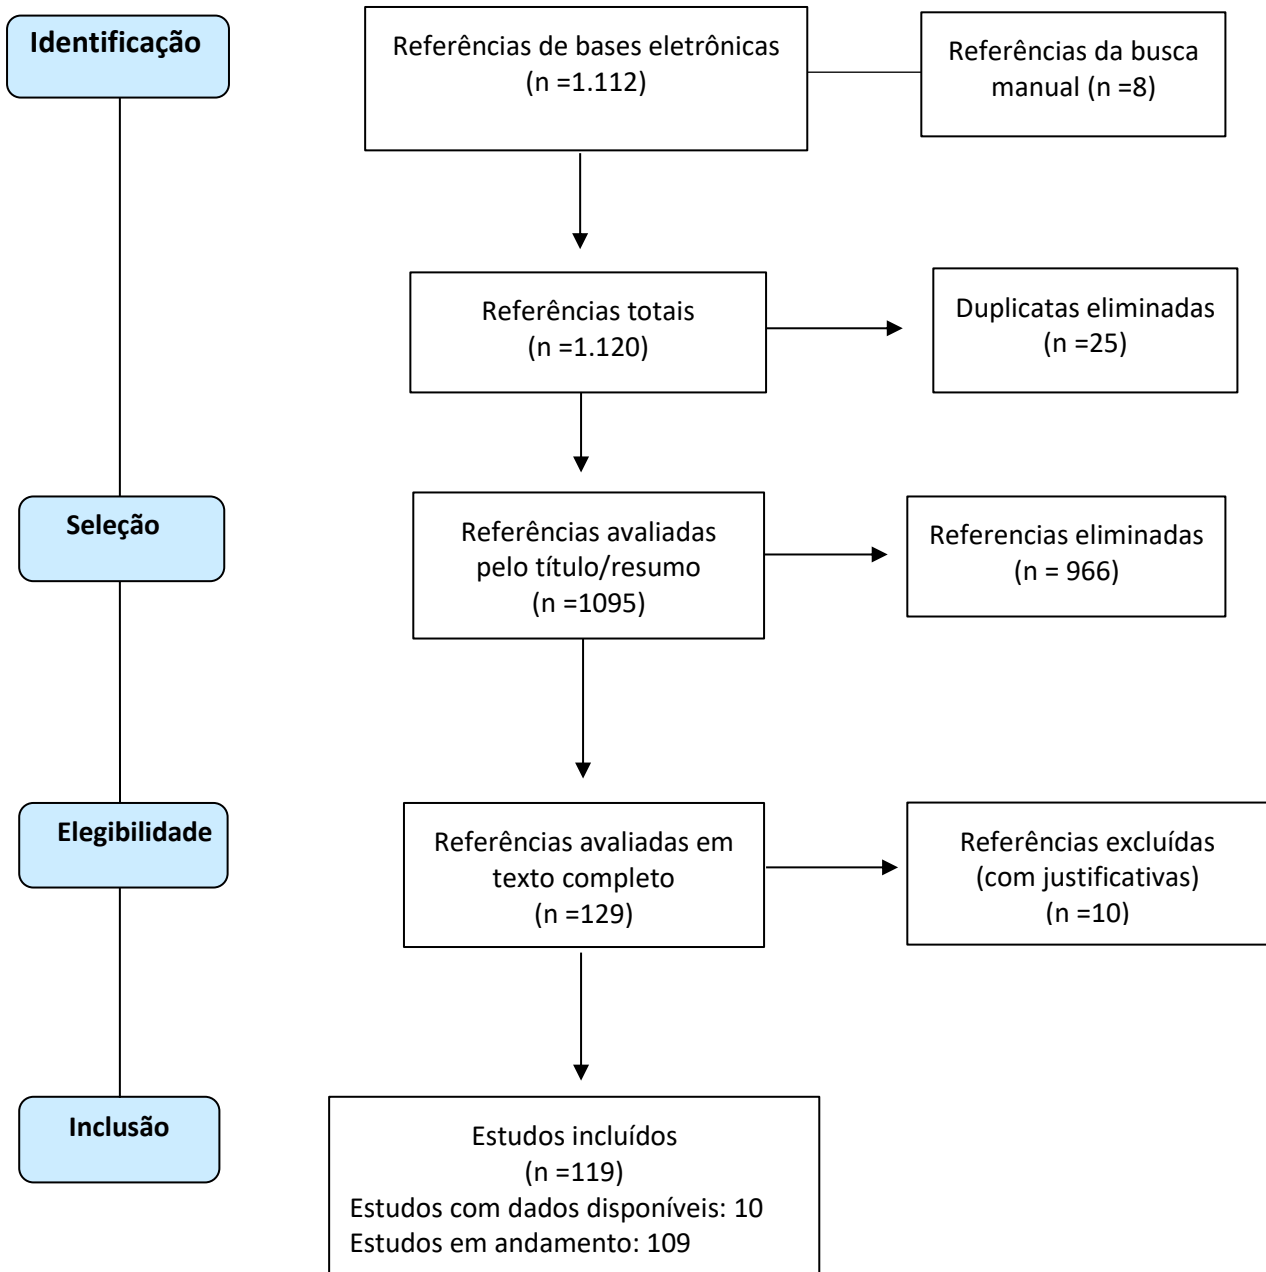 Identificação
Referências de bases eletrônicas
(n =1.112)
Referências da busca
manual (n =8)
Referências totais
(n =1.120)
Duplicatas eliminadas
(n =25)
Seleção
Referências avaliadas
pelo título/resumo
(n =1095)
Referencias eliminadas
(n = 966)
Elegibilidade
Referências avaliadas em
texto completo
(n =129)
Referências excluídas
(com justificativas)
(n =10)
Inclusão
Estudos incluídos
(n =119)
Estudos com dados disponíveis: 10
Estudos em andamento: 109